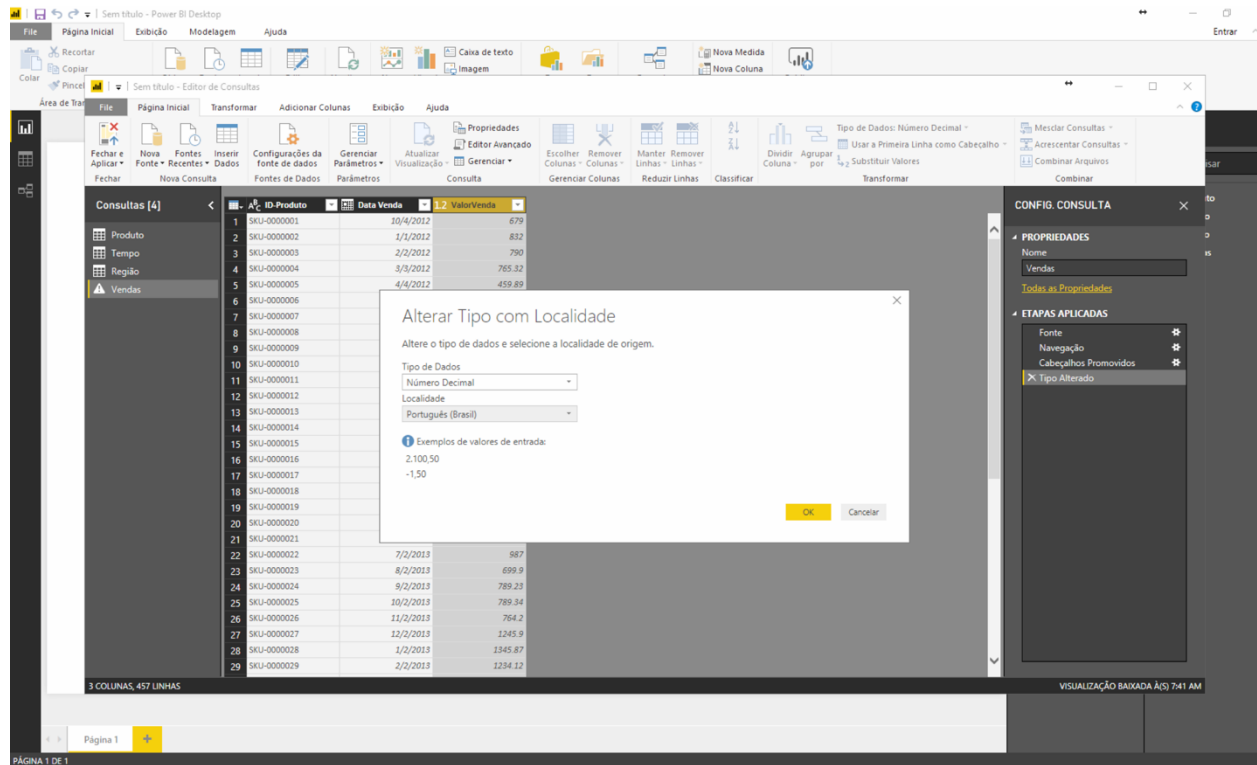 Sem título - Power BI Desktop
File Página Inicial Exibição Modelagem Ajuda Entrar
Colar
Recortar
Copiar
Pincel
Caixa de texto
Imagem
Nova Medida
Nova Coluna
Sem título - Editor de Consultas
File Página Inicial Transformar Adicionar Colunas Exibição Ajuda
Fechar e Aplicar
Nova Fonte
Fontes Recentes
Inserir Dados
Configurações da fonte de dados
Gerenciar Parâmetros
Atualizar Visualização
Propriedades
Editor Avançado
Gerenciar
Escolher Colunas
Remover Colunas
Manter Linhas
Remover Linhas
Dividir Coluna
Agrupar por
Tipo de Dados: Número Decimal
Usar a Primeira Linha como Cabeçalho
Substituir Valores
Mesclar Consultas
Acrescentar Consultas
Combinar Arquivos
Fechar Nova Consulta Fontes de Dados Parâmetros Consulta Gerenciar Colunas Reduzir Linhas Classificar Transformar Combinar
Consultas [4]
Produto
Tempo
Região
Vendas
ID-Produto Data Venda 1.2 ValorVenda
1 SKU-0000001 10/4/2012 679
2 SKU-0000002 1/1/2012 832
3 SKU-0000003 2/2/2012 790
4 SKU-0000004 3/3/2012 765.32
5 SKU-0000005 4/4/2012 459.89
6 SKU-0000006
7 SKU-0000007
8 SKU-0000008
9 SKU-0000009
10 SKU-0000010
11 SKU-0000011
12 SKU-0000012
13 SKU-0000013
14 SKU-0000014
15 SKU-0000015
16 SKU-0000016
17 SKU-0000017
18 SKU-0000018
19 SKU-0000019
20 SKU-0000020
21 SKU-0000021
22 SKU-0000022 7/2/2013 987
23 SKU-0000023 8/2/2013 699.9
24 SKU-0000024 9/2/2013 789.23
25 SKU-0000025 10/2/2013 789.34
26 SKU-0000026 11/2/2013 764.2
27 SKU-0000027 12/2/2013 1245.9
28 SKU-0000028 1/2/2013 1345.87
29 SKU-0000029 2/2/2013 1234.12
Alterar Tipo com Localidade
Altere o tipo de dados e selecione a localidade de origem.
Tipo de Dados
Número Decimal
Localidade
Português (Brasil)
Exemplos de valores de entrada:
2.100,50
-1,50
OK Cancelar
CONFIG. CONSULTA
PROPRIEDADES
Nome
Vendas
Todas as Propriedades
ETAPAS APLICADAS
Fonte
Navegação
Cabeçalhos Promovidos
Tipo Alterado
3 COLUNAS, 457 LINHAS VISUALIZAÇÃO BAIXADA À(S) 7:41 AM
Página 1
PÁGINA 1 DE 1